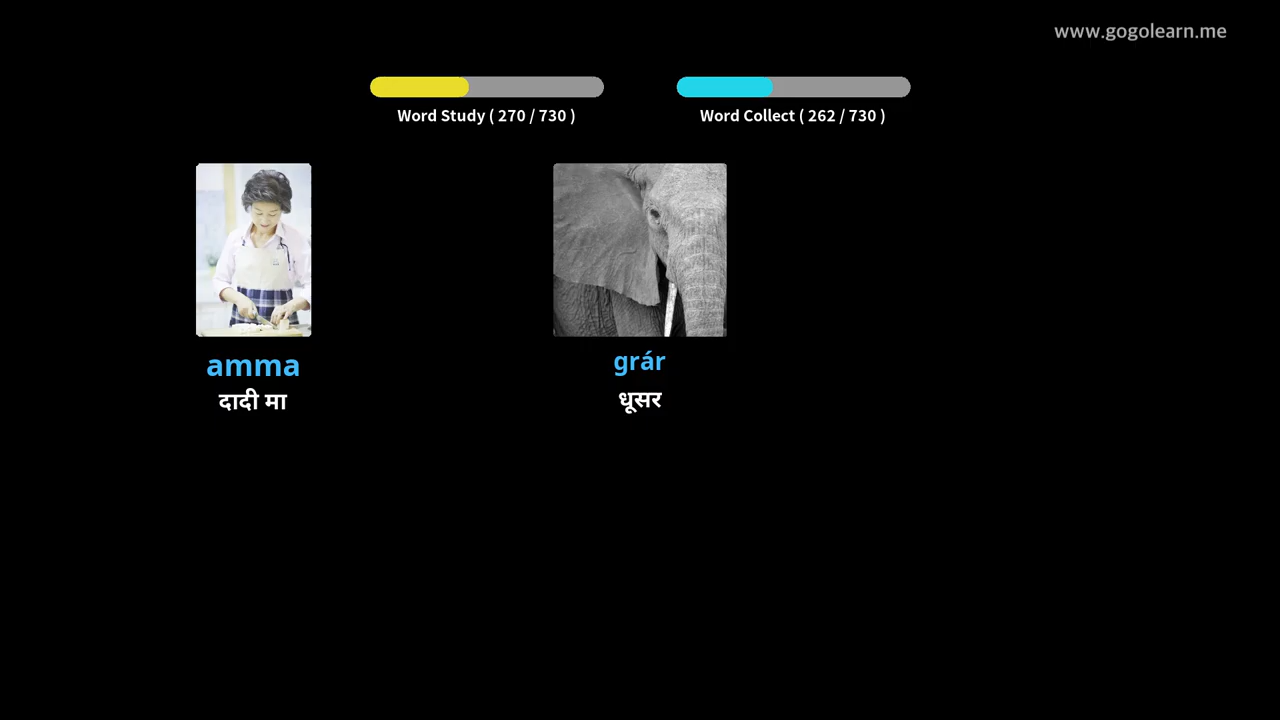 www.gogolearn.me
Word Study ( 270 / 730 )
Word Collect ( 262 / 730 )
amma
दादी मा
grár
धूसर